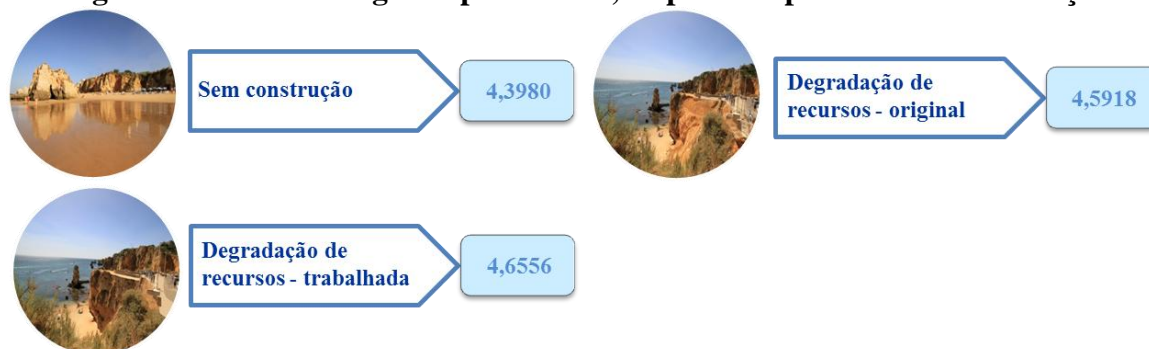 Sem construção
4,3980
Degradação de
recursos - original
4,5918
Degradação de
recursos - trabalhada
4,6556